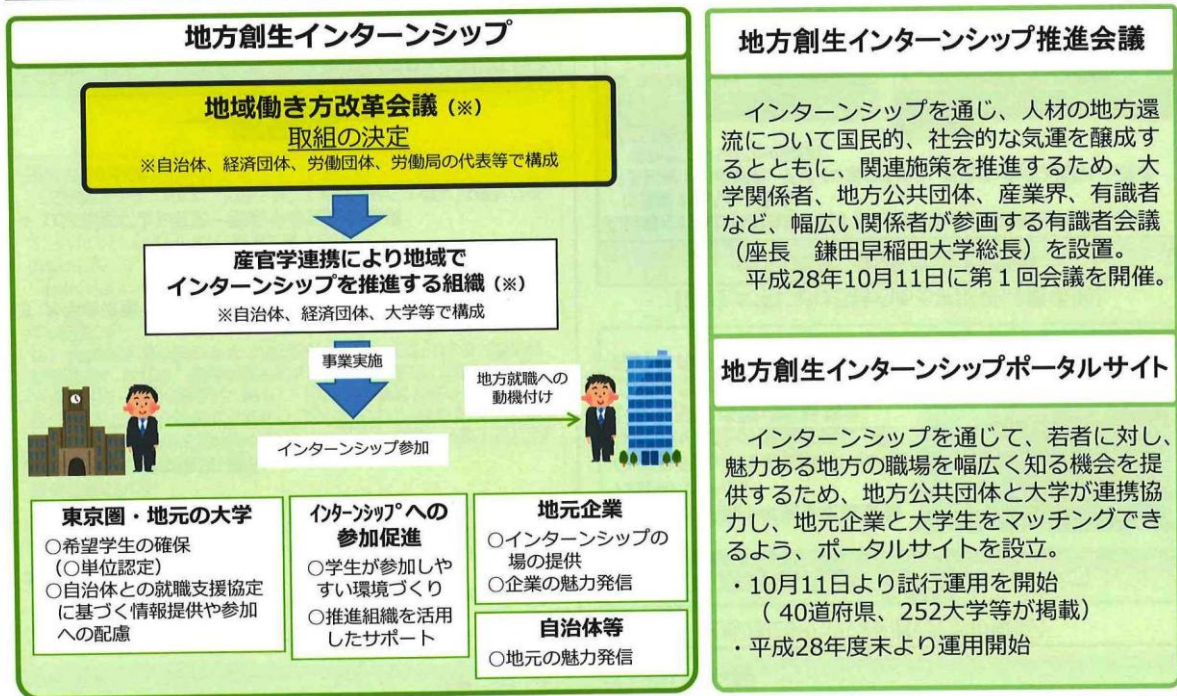 地方創生インターンシップ
地域働き方改革会議（※）
取組の決定
※自治体、経済団体、労働団体、労働局の代表等で構成
産官学連携により地域で
インターンシップを推進する組織（※）
※自治体、経済団体、大学等で構成
事業実施
地方就職への
動機付け
インターンシップ参加
東京圏・地元の大学
○希望学生の確保
（○単位認定）
○自治体との就職支援協定
に基づく情報提供や参加
への配慮
ｲﾝﾀｰﾝｼｯﾌﾟへの
参加促進
○学生が参加しや
すい環境づくり
○推進組織を活用
したサポート
地元企業
○インターンシップの
場の提供
○企業の魅力発信
自治体等
○地元の魅力発信
地方創生インターンシップ推進会議
インターンシップを通じ、人材の地方還
流について国民的、社会的な気運を醸成す
るとともに、関連施策を推進するため、大
学関係者、地方公共団体、産業界、有識者
など、幅広い関係者が参画する有識者会議
（座長　鎌田早稲田大学総長）を設置。
平成28年10月11日に第１回会議を開催。
地方創生インターンシップポータルサイト
インターンシップを通じて、若者に対し、
魅力ある地方の職場を幅広く知る機会を提
供するため、地方公共団体と大学が連携協
力し、地元企業と大学生をマッチングでき
るよう、ポータルサイトを設立。
・10月11日より試行運用を開始
（ 40道府県、252大学等が掲載）
・平成28年度末より運用開始